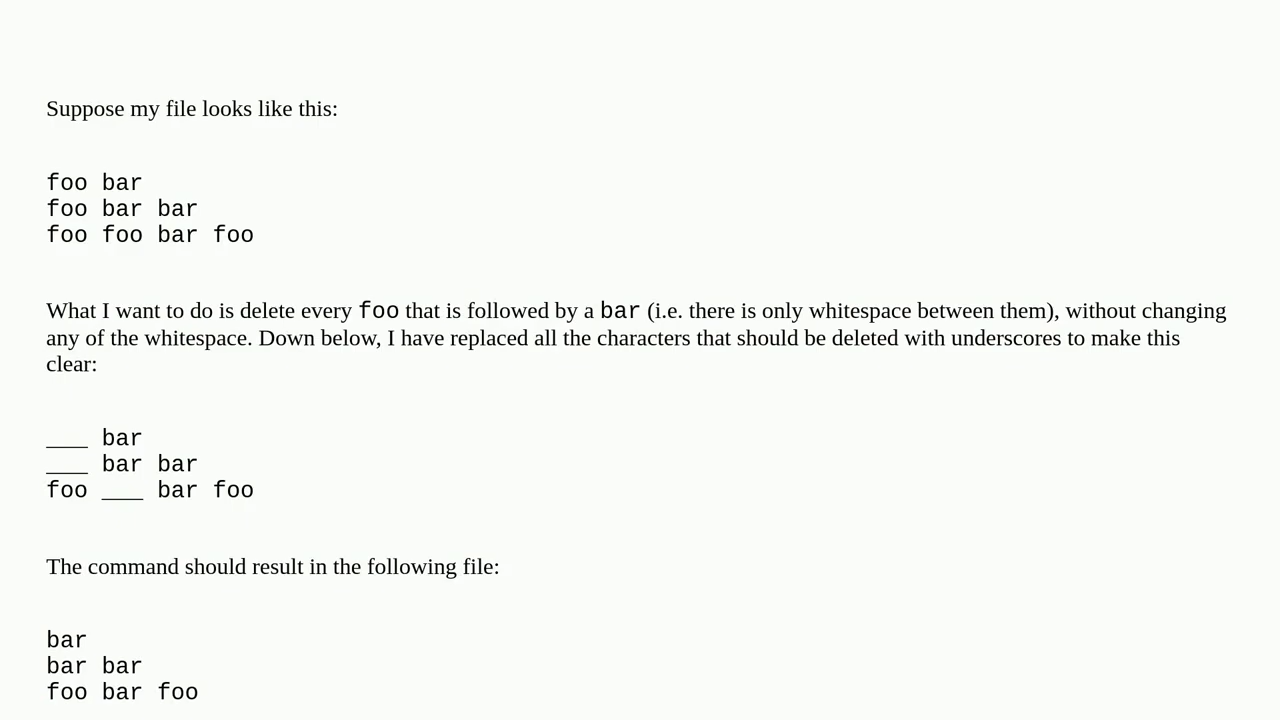 Suppose my file looks like this:
foo bar
foo bar bar
foo foo bar foo
What I want to do is delete every foo that is followed by a bar (i.e. there is only whitespace between them), without changing
any of the whitespace. Down below, I have replaced all the characters that should be deleted with underscores to make this
clear:
___ bar
___ bar bar
foo ___ bar foo
The command should result in the following file:
bar
bar bar
foo bar foo